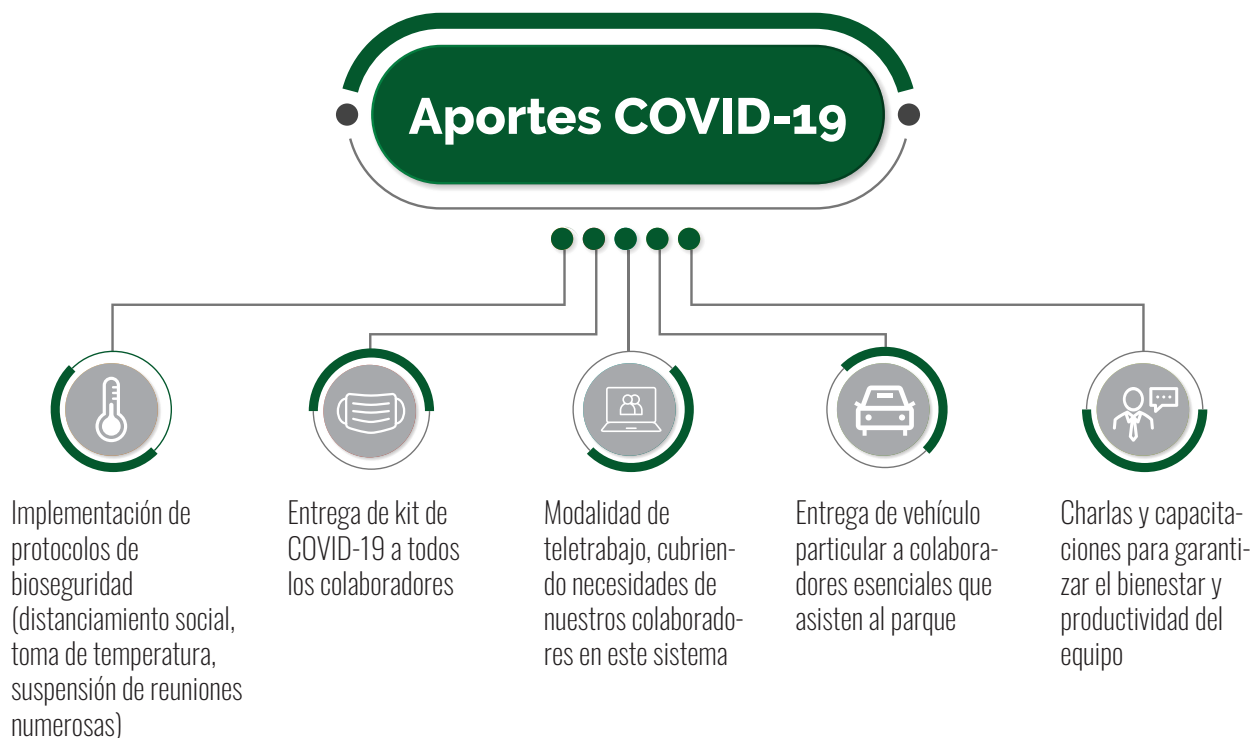 Aportes COVID-19
Implementación de
protocolos de
bioseguridad
(distanciamiento social,
toma de temperatura,
suspensión de reuniones
numerosas)
Entrega de kit de
COVID-19 a todos
los colaboradores
Modalidad de
teletrabajo, cubrien-
do necesidades de
nuestros colaborado-
res en este sistema
Entrega de vehículo
particular a colabora-
dores esenciales que
asisten al parque
Charlas y capacita-
ciones para garanti-
zar el bienestar y
productividad del
equipo